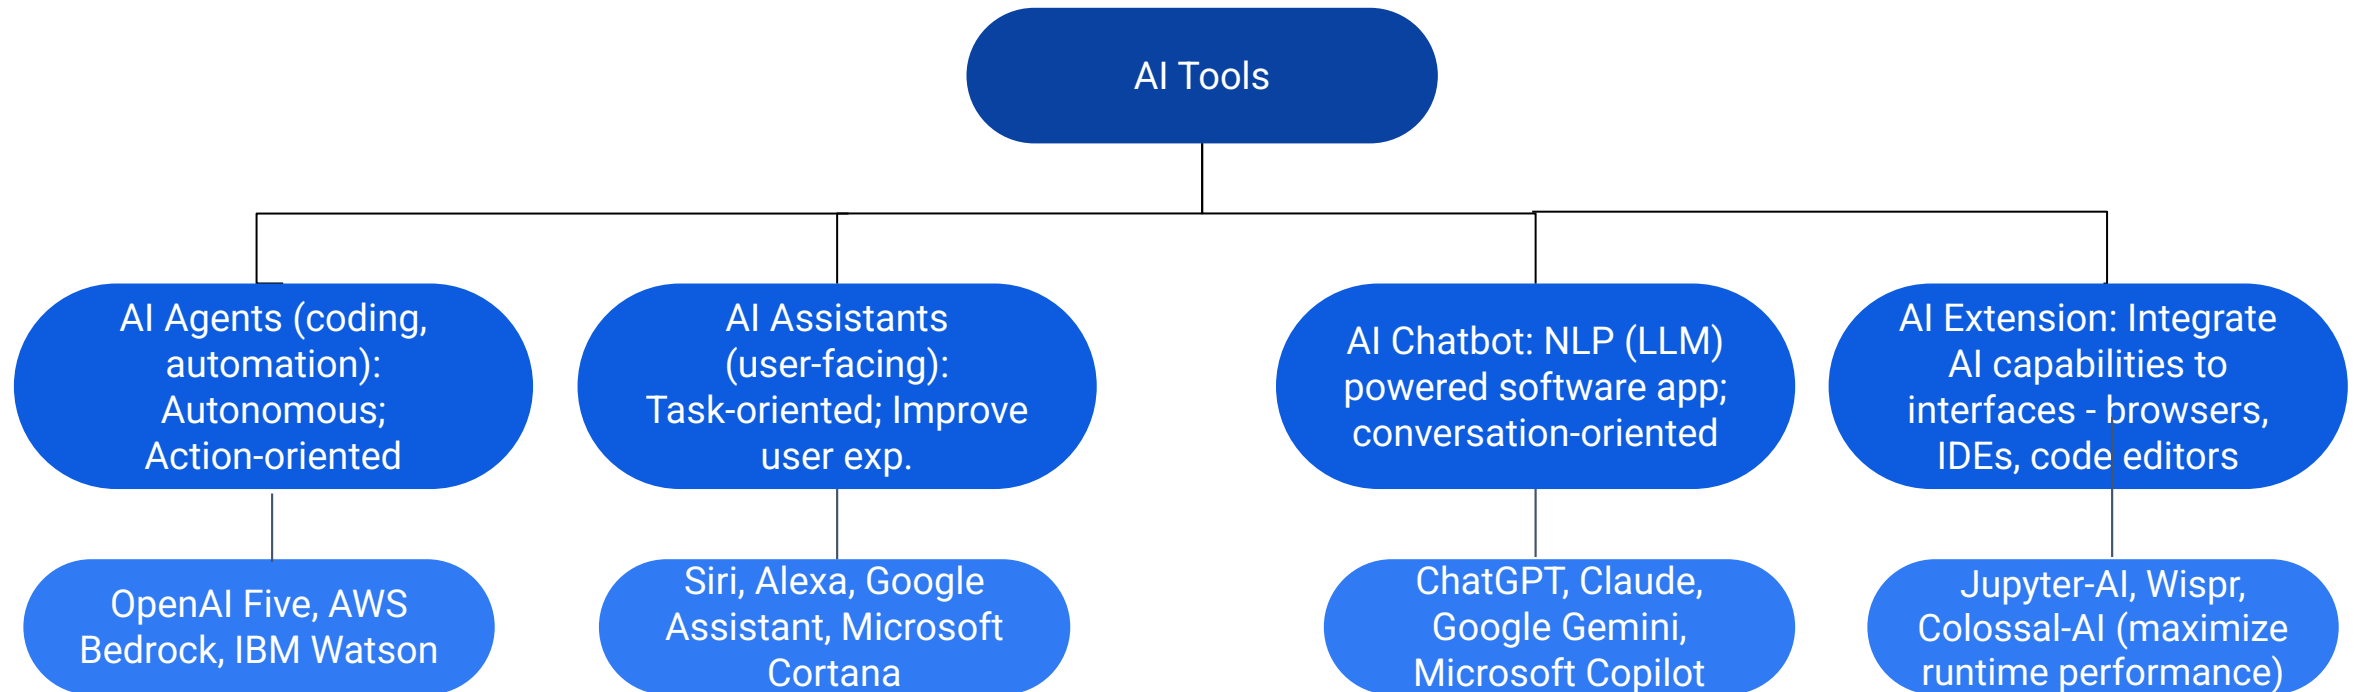 AI Tools
AI Agents (coding,
automation):
Autonomous;
Action-oriented
AI Assistants
(user-facing):
Task-oriented; Improve
user exp.
AI Chatbot: NLP (LLM)
powered software app;
conversation-oriented
AI Extension: Integrate
AI capabilities to
interfaces - browsers,
IDEs, code editors
OpenAI Five, AWS
Bedrock, IBM Watson
Siri, Alexa, Google
Assistant, Microsoft
Cortana
ChatGPT, Claude,
Google Gemini,
Microsoft Copilot
Jupyter-AI, Wispr,
Colossal-AI (maximize
runtime performance)